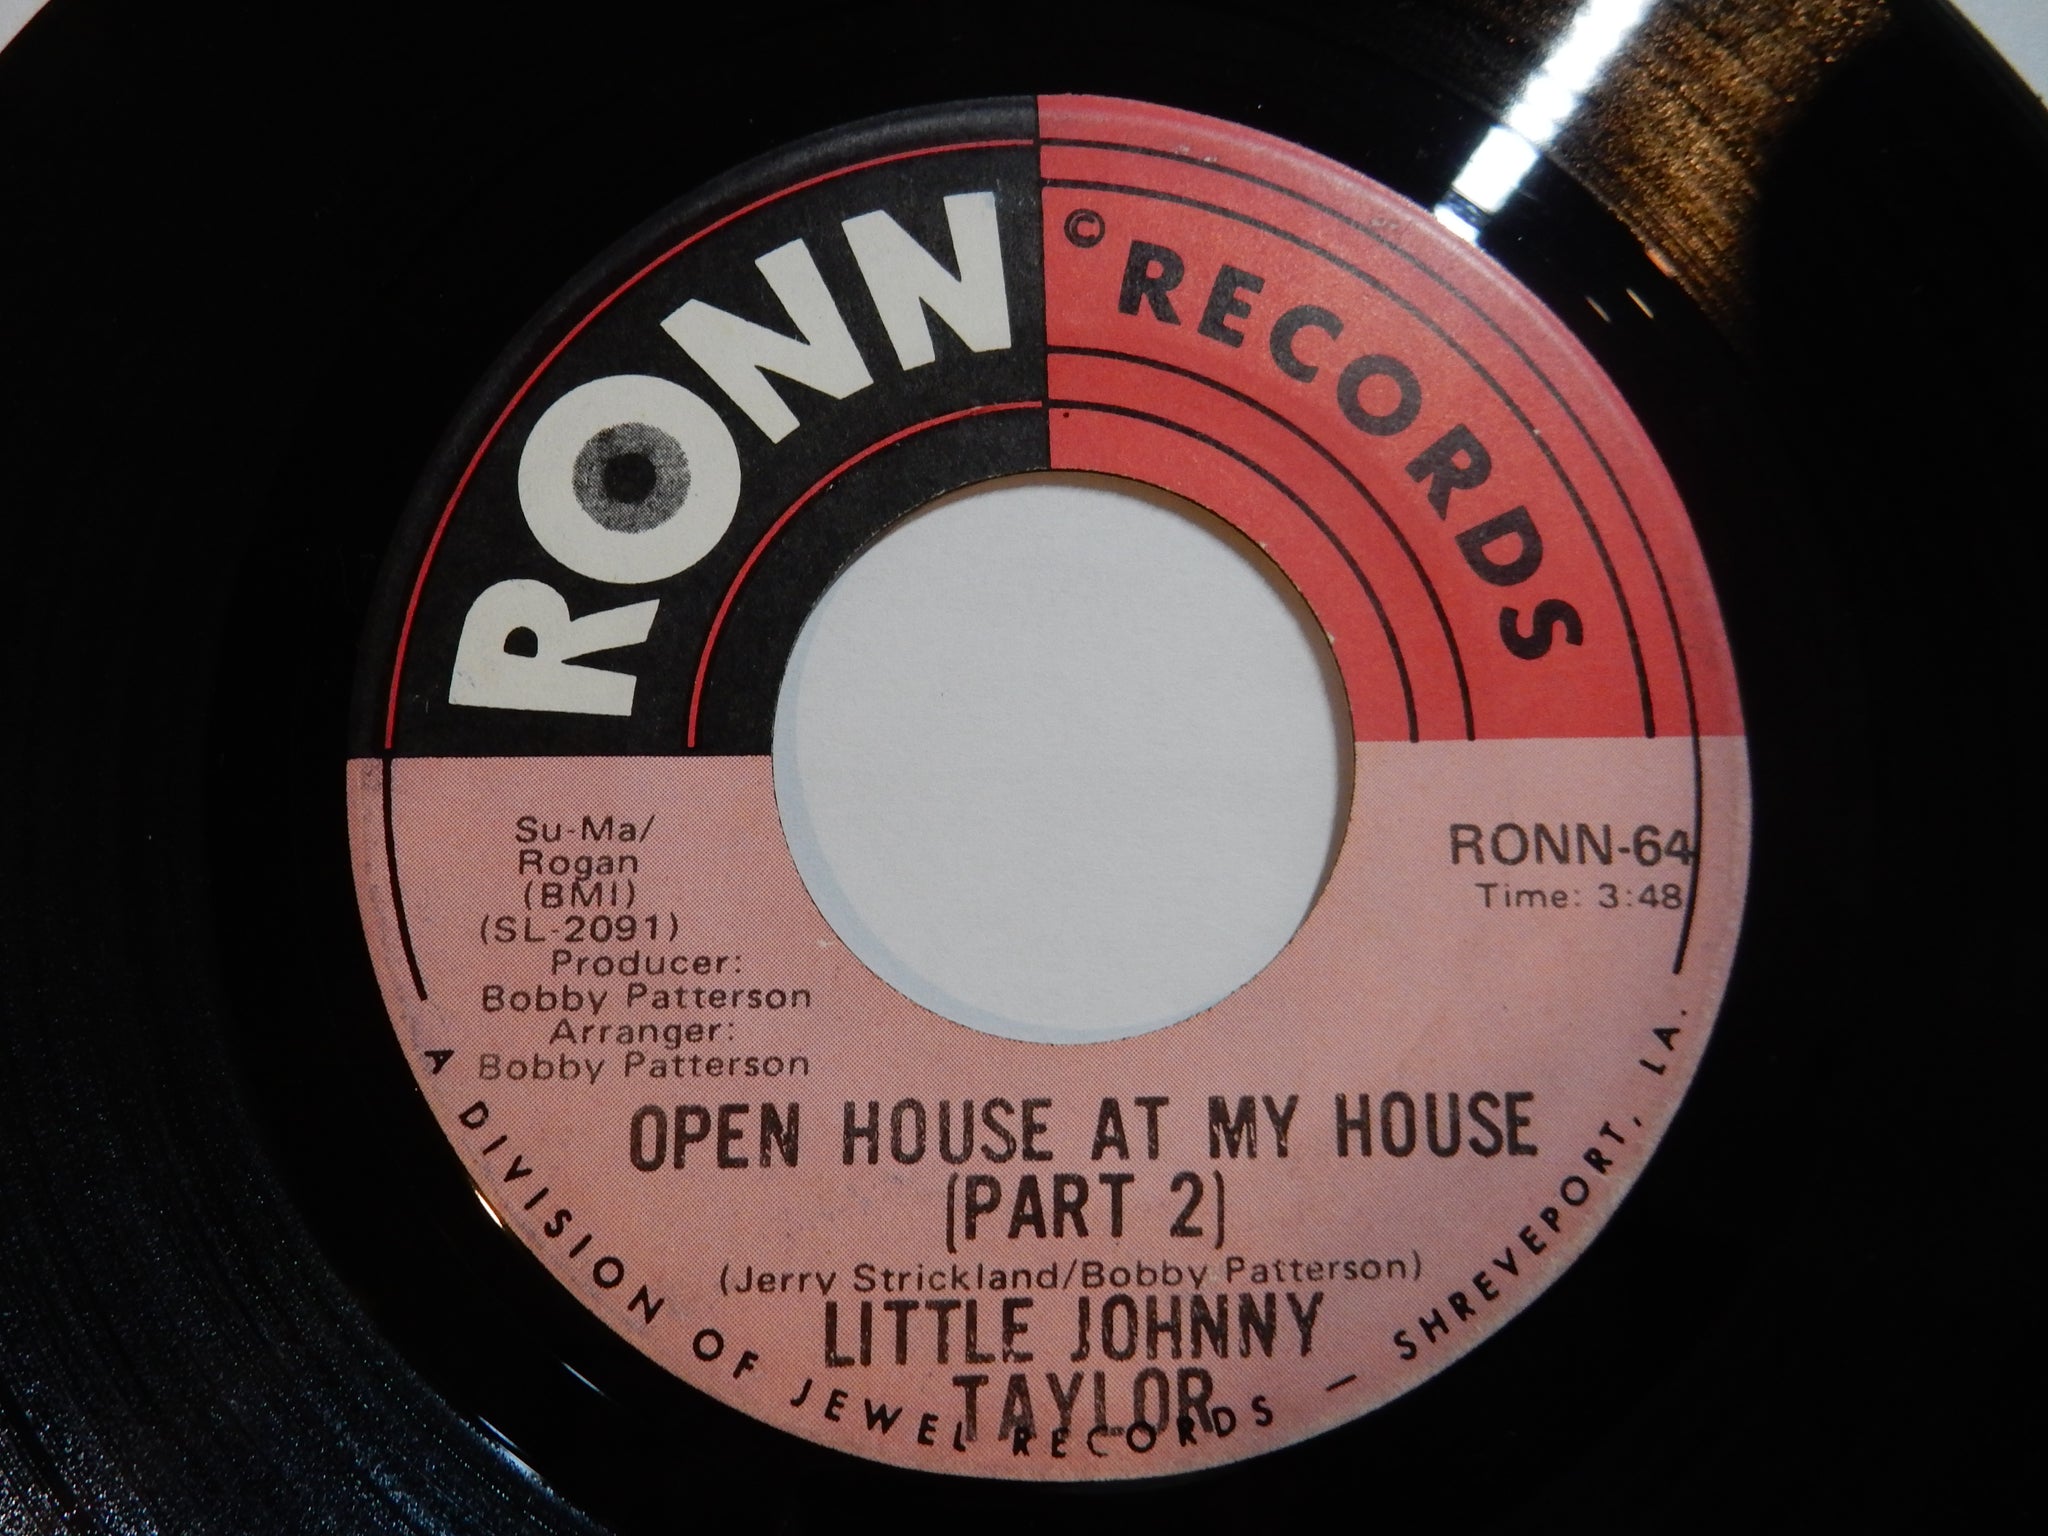 RONN
© RECORDS
Su-Ma/
Rogan
(BMI)
(SL-2091)
Producer:
Bobby Patterson
Arranger:
Bobby Patterson
RONN-64
Time: 3:48
OPEN HOUSE AT MY HOUSE
(PART 2)
(Jerry Strickland/Bobby Patterson)
LITTLE JOHNNY
TAYLOR
A DIVISION OF JEWEL RECORDS — SHREVEPORT, LA.